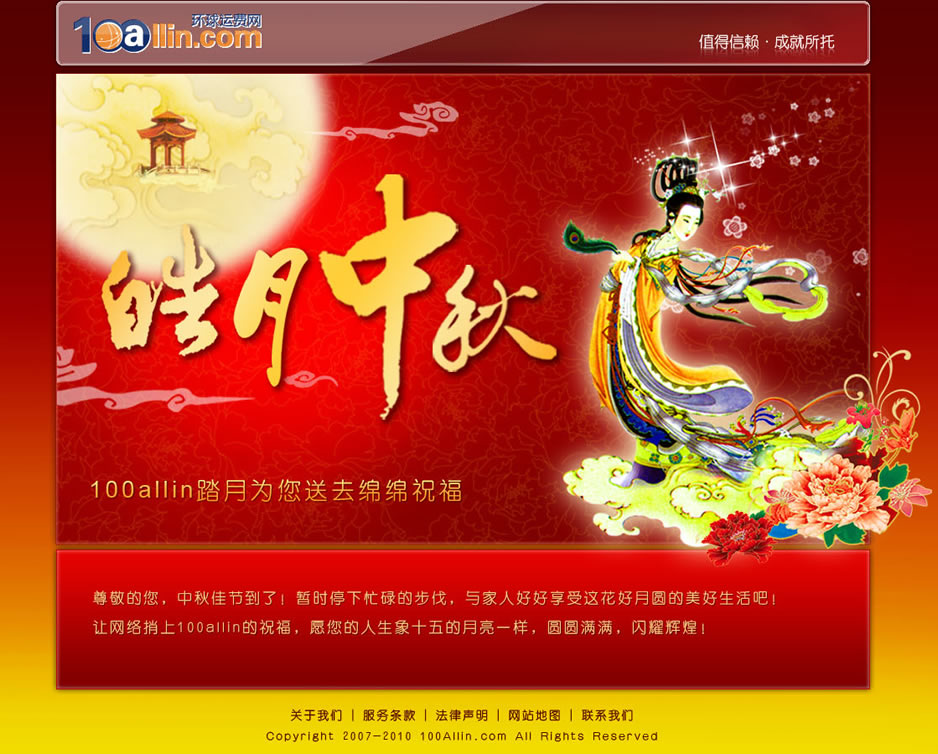 环球运费网
100allin.com
值得信赖 · 成就所托
皓月中秋
100allin踏月为您送去绵绵祝福
尊敬的您，中秋佳节到了！暂时停下忙碌的步伐，与家人好好享受这花好月圆的美好生活吧！
让网络捎上100allin的祝福，愿您的人生象十五的月亮一样，圆圆满满，闪耀辉煌！
关于我们 | 服务条款 | 法律声明 | 网站地图 | 联系我们
Copyright 2007-2010 100Allin.com All Rights Reserved